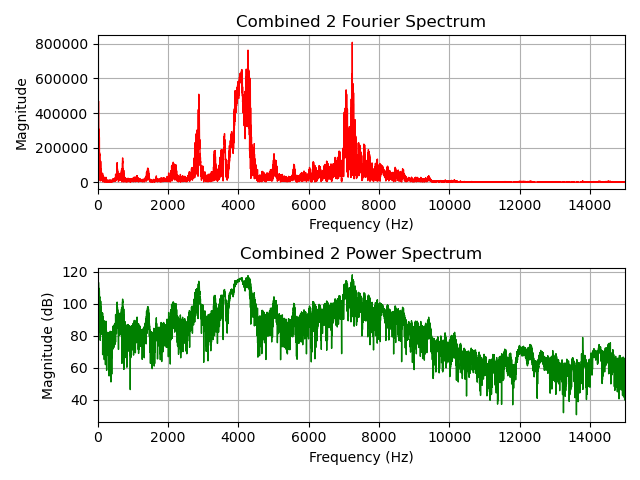 Combined 2 Fourier Spectrum
800000
600000
400000
200000
0
Magnitude
0 2000 4000 6000 8000 10000 12000 14000
Frequency (Hz)
Combined 2 Power Spectrum
120
100
80
60
40
Magnitude (dB)
0 2000 4000 6000 8000 10000 12000 14000
Frequency (Hz)